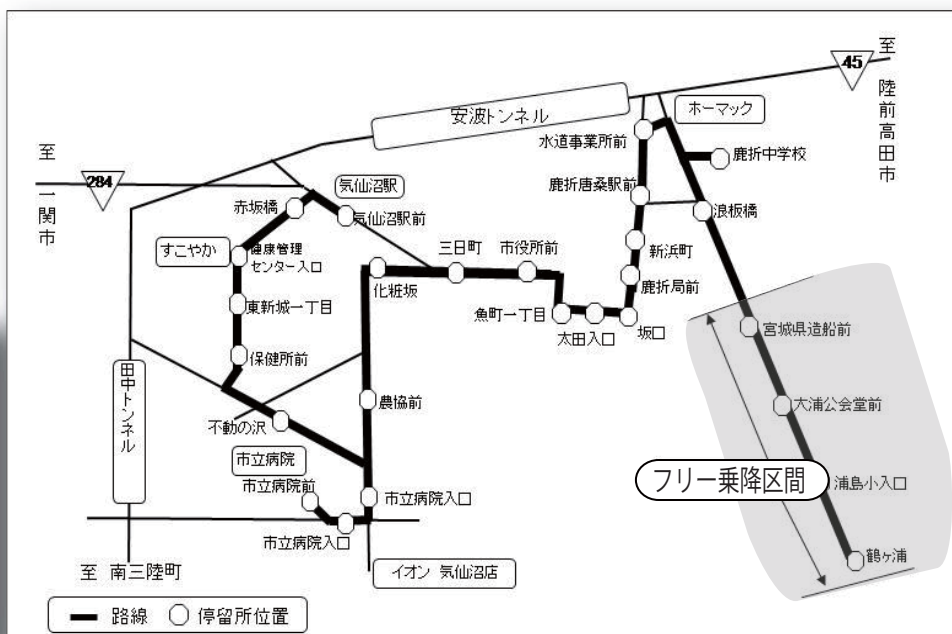 至
陸前高田市
45
安波トンネル
ホーマック
水道事業所前
鹿折中学校
至
一関市
284
気仙沼駅
鹿折唐桑駅前
赤坂橋
気仙沼駅前
浪板橋
すこやか
健康管理
センター入口
三日町
市役所前
新浜町
化粧坂
鹿折局前
東新城一丁目
魚町一丁目
太田入口
坂口
宮城県造船前
保健所前
田中トンネル
農協前
大浦公会堂前
不動の沢
市立病院
フリー乗降区間
浦島小入口
市立病院前
市立病院入口
市立病院入口
鶴ヶ浦
至 南三陸町
イオン 気仙沼店
路線
停留所位置